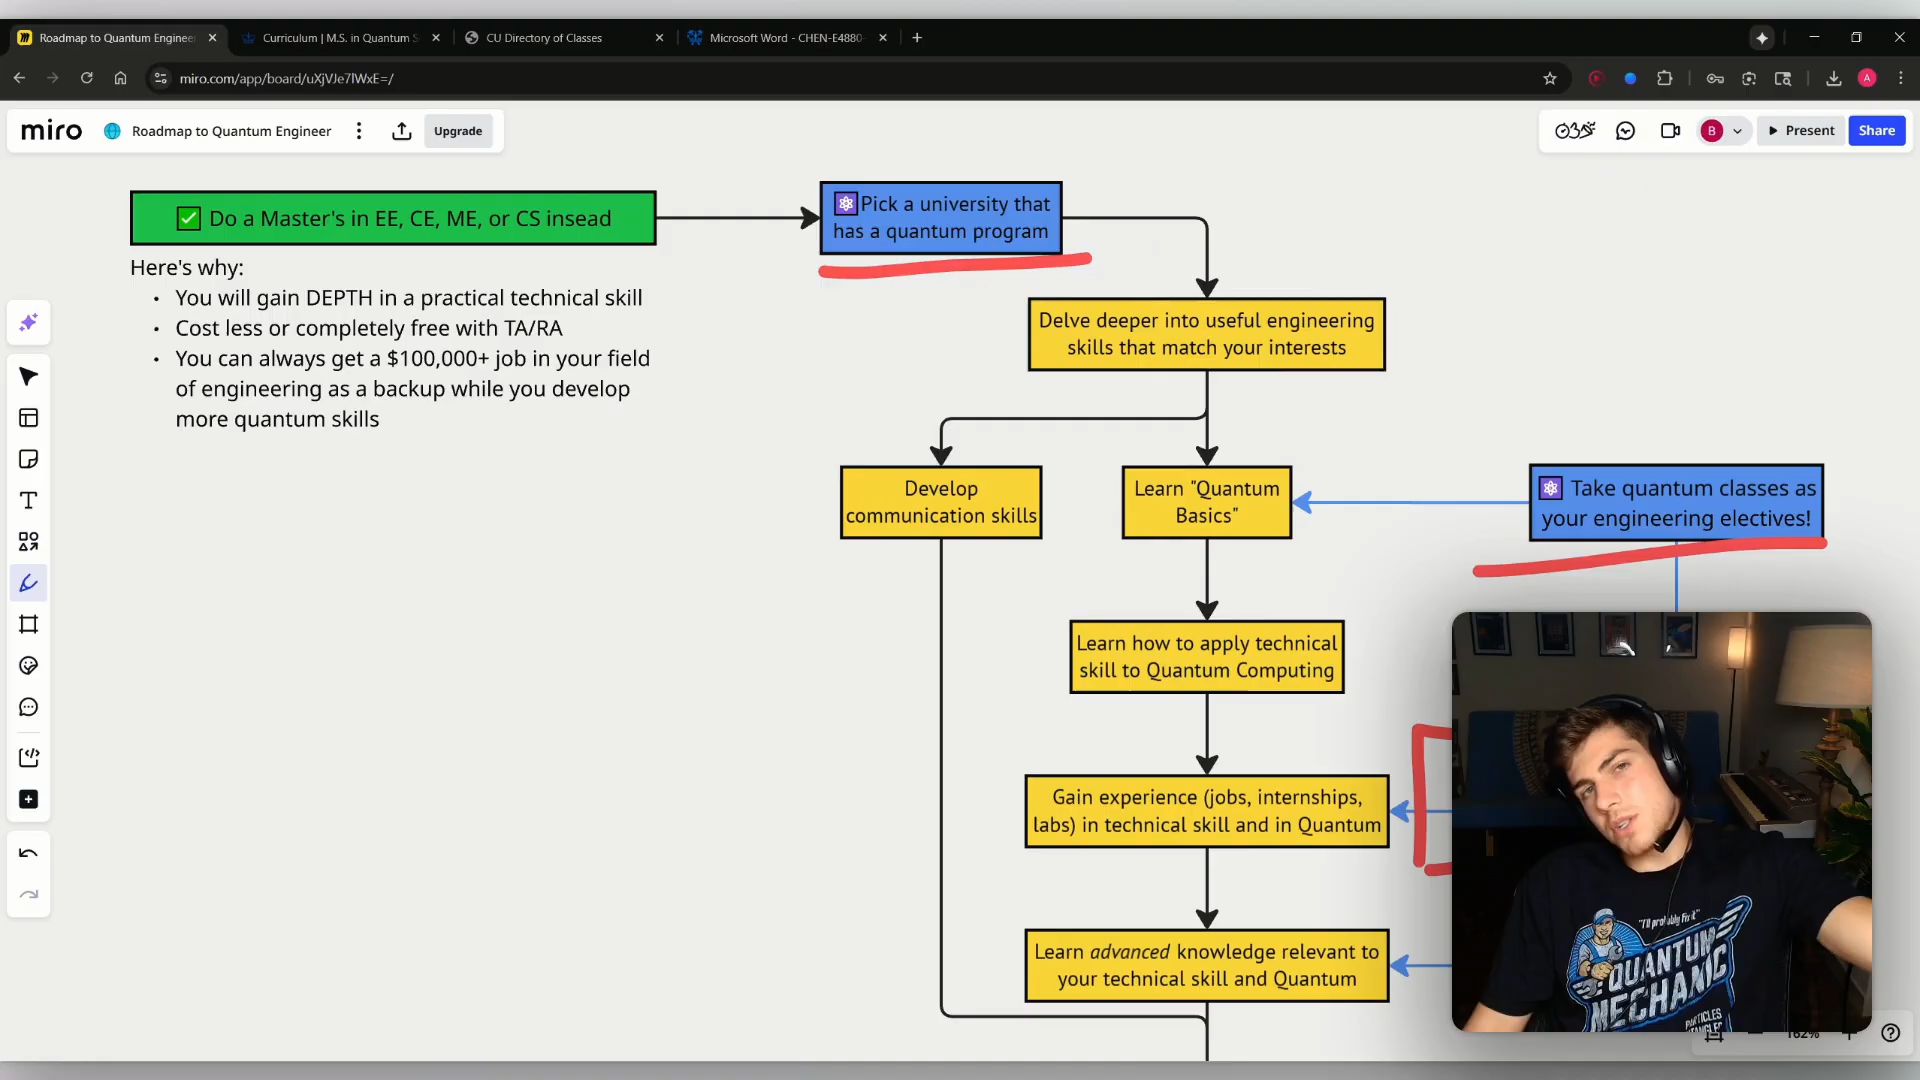 Roadmap to Quantum Enginee
Curriculum | M.S. in Quantum S
CU Directory of Classes
Microsoft Word - CHEN-E4880-
miro.com/app/board/uXjVJe7lWxE=/
A
miro
Roadmap to Quantum Engineer
Upgrade
B
Present
Share
Do a Master's in EE, CE, ME, or CS insead
Here's why:
• You will gain DEPTH in a practical technical skill
• Cost less or completely free with TA/RA
• You can always get a $100,000+ job in your field
of engineering as a backup while you develop
more quantum skills
Pick a university that
has a quantum program
Delve deeper into useful engineering
skills that match your interests
Develop
communication skills
Learn "Quantum
Basics"
Take quantum classes as
your engineering electives!
Learn how to apply technical
skill to Quantum Computing
Gain experience (jobs, internships,
labs) in technical skill and in Quantum
Learn advanced knowledge relevant to
your technical skill and Quantum
"I'll probably fix it"
QUANTUM
MECHANIC
PARTICLES
162%